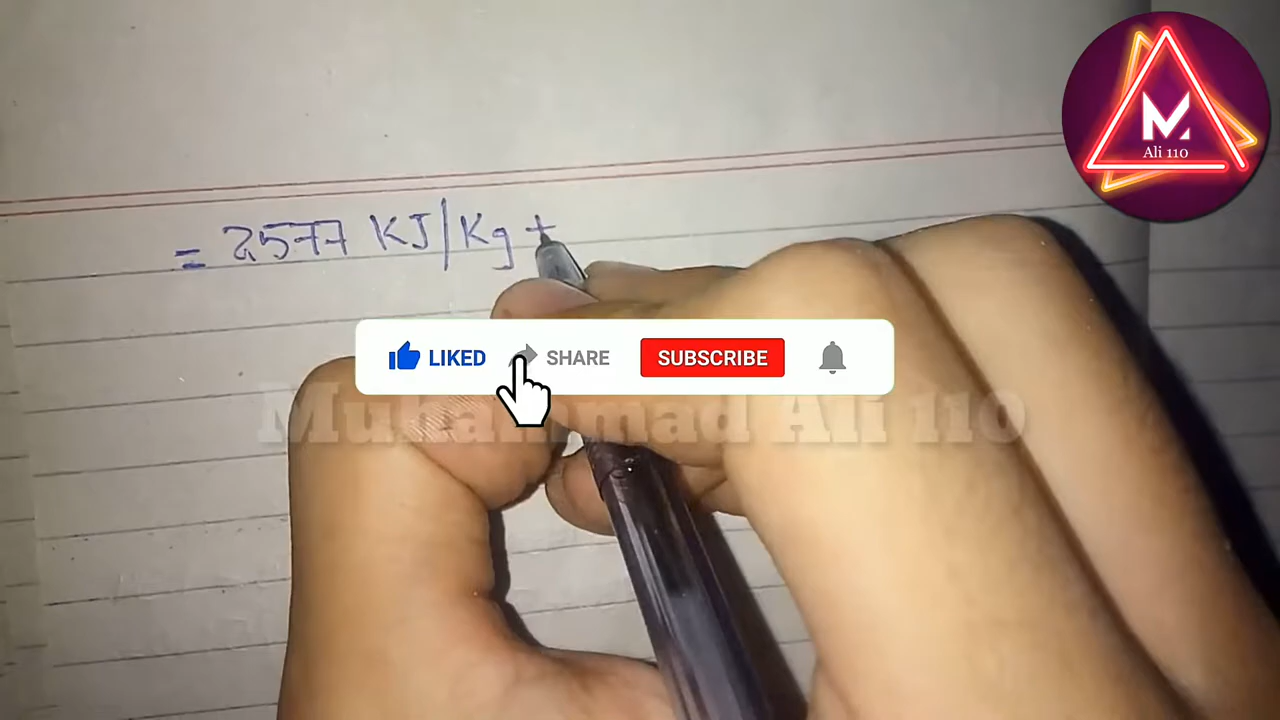 M
Ali 110
= 2577 KJ/Kg +
LIKED SHARE SUBSCRIBE
Muhammad Ali 110